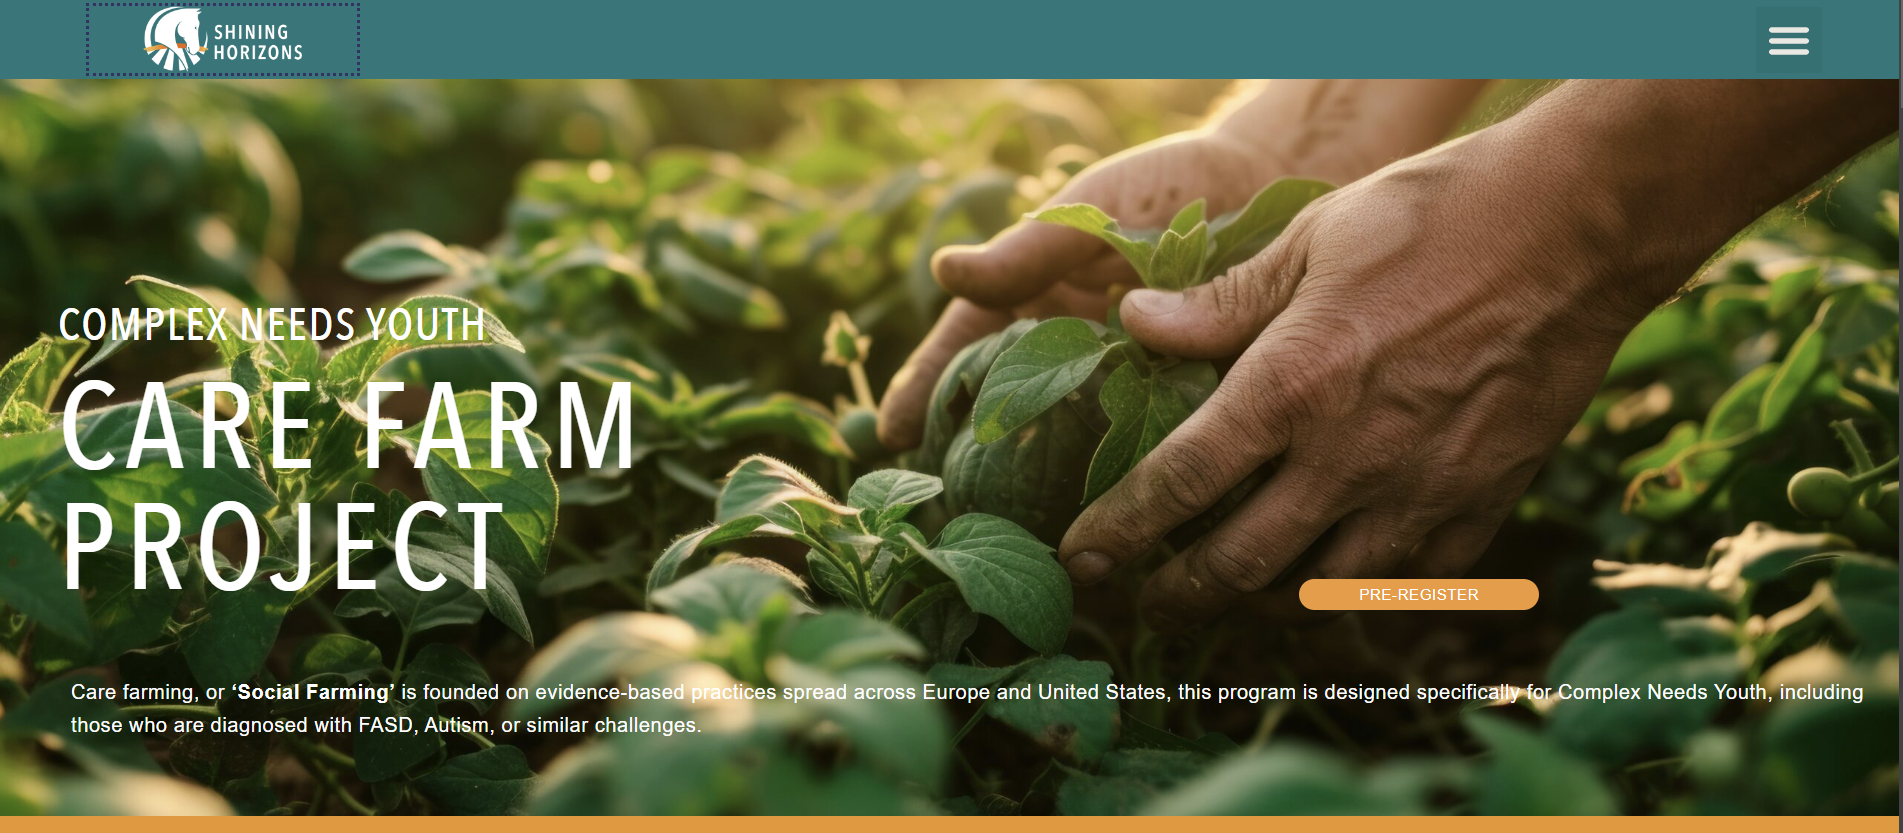 SHINING
HORIZONS
COMPLEX NEEDS YOUTH
CARE FARM
PROJECT
PRE-REGISTER
Care farming, or ‘Social Farming’ is founded on evidence-based practices spread across Europe and United States, this program is designed specifically for Complex Needs Youth, including
those who are diagnosed with FASD, Autism, or similar challenges.